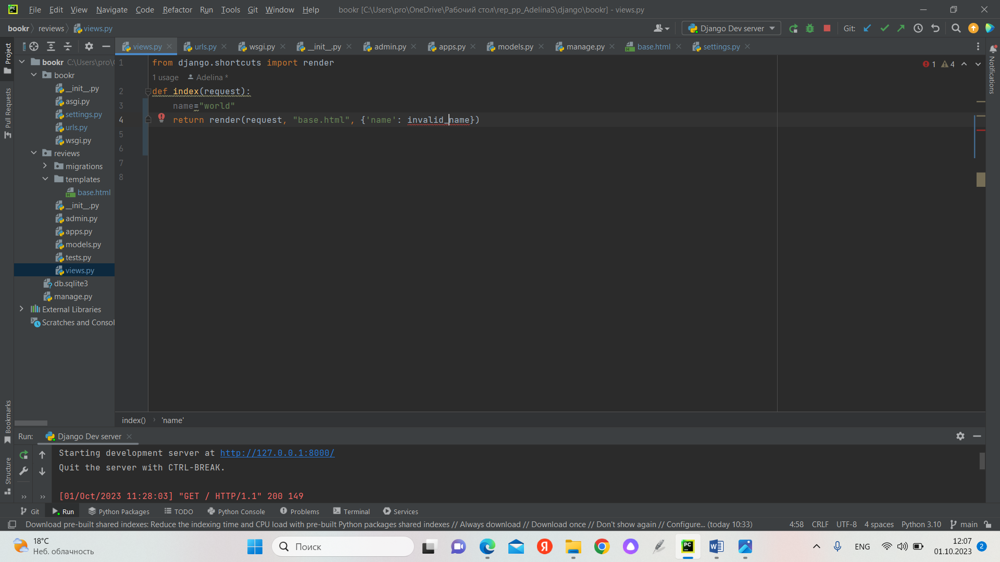 PC File Edit View Navigate Code Refactor Run Tools Git Window Help bookr [C:\Users\pro\OneDrive\Рабочий стол\rep_pp_AdelinaS\django\bookr] - views.py
bookr reviews views.py Django Dev server Git:
views.py urls.py wsgi.py __init__.py admin.py apps.py models.py manage.py base.html settings.py
Project
Pull Requests
Bookmarks
Structure
Notifications
bookr C:\Users\pro\
bookr
__init__.py
asgi.py
settings.py
urls.py
wsgi.py
reviews
migrations
templates
base.html
__init__.py
admin.py
apps.py
models.py
tests.py
views.py
db.sqlite3
manage.py
External Libraries
Scratches and Consol
1 from django.shortcuts import render
1 usage Adelina *
2 def index(request):
3 name="world"
4 return render(request, "base.html", {'name': invalid_name})
5
6
7
8
1 4
index() 'name'
Run: Django Dev server
Starting development server at http://127.0.0.1:8000/
Quit the server with CTRL-BREAK.
[01/Oct/2023 11:28:03] "GET / HTTP/1.1" 200 149
Git Run Python Packages TODO Python Console Problems Terminal Services
Download pre-built shared indexes: Reduce the indexing time and CPU load with pre-built Python packages shared indexes // Always download // Download once // Don't show again // Configure... (today 10:33) 4:58 CRLF UTF-8 4 spaces Python 3.10 main
18°C
Неб. облачность
Поиск
Я
PC
ENG
12:07
01.10.2023
2